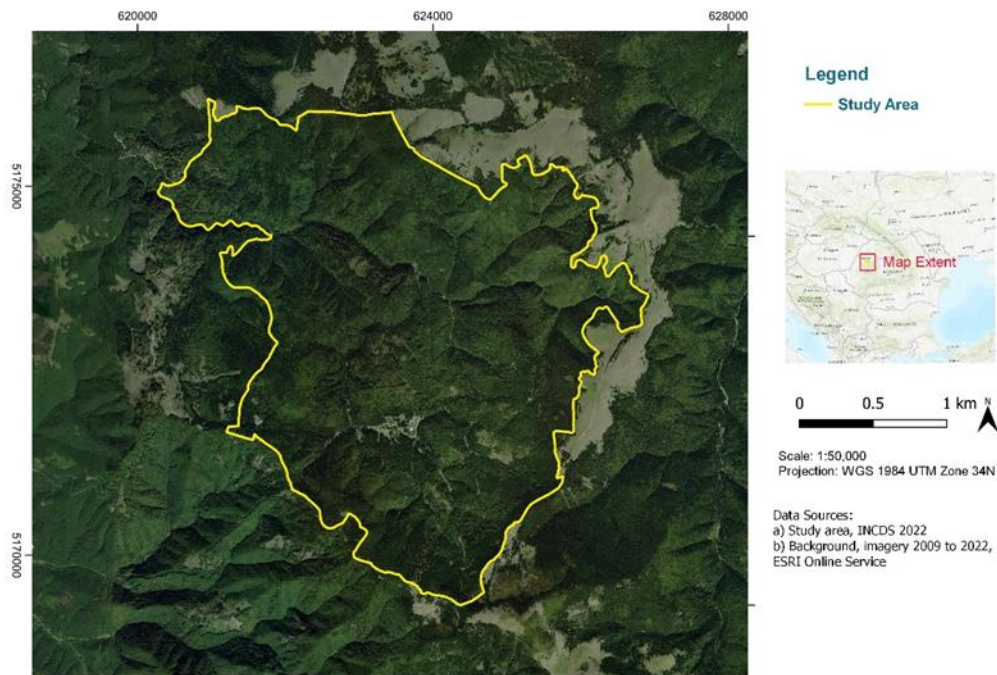 620000
624000
628000
5175000
5170000
Legend
Study Area
Map Extent
0 0.5 1 km N
Scale: 1:50,000
Projection: WGS 1984 UTM Zone 34N
Data Sources:
a) Study area, INCDS 2022
b) Background, imagery 2009 to 2022,
ESRI Online Service